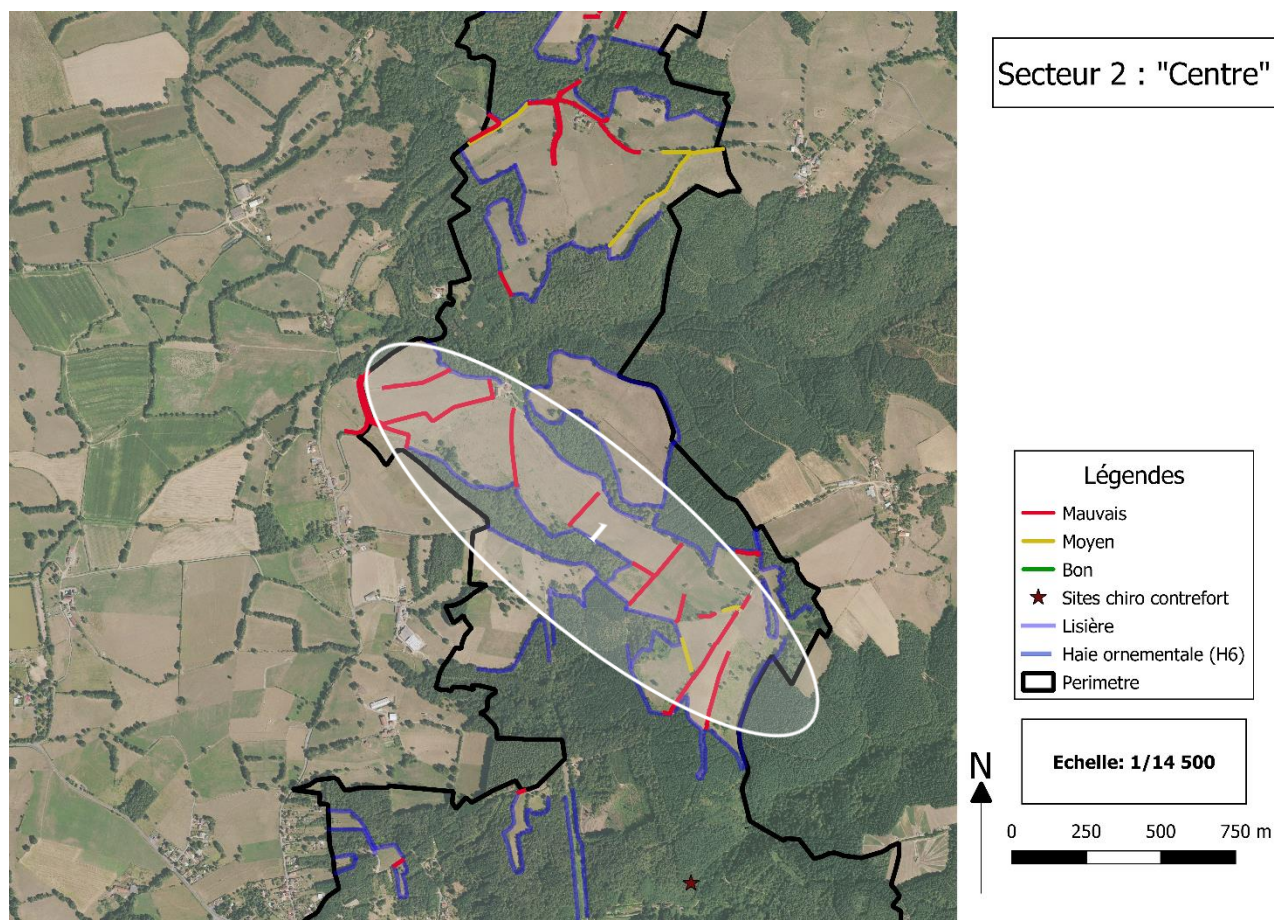 Secteur 2 : "Centre"
1
Légendes
Mauvais
Moyen
Bon
Sites chiro contrefort
Lisière
Haie ornementale (H6)
Perimetre
N
Echelle: 1/14 500
0 250 500 750 m